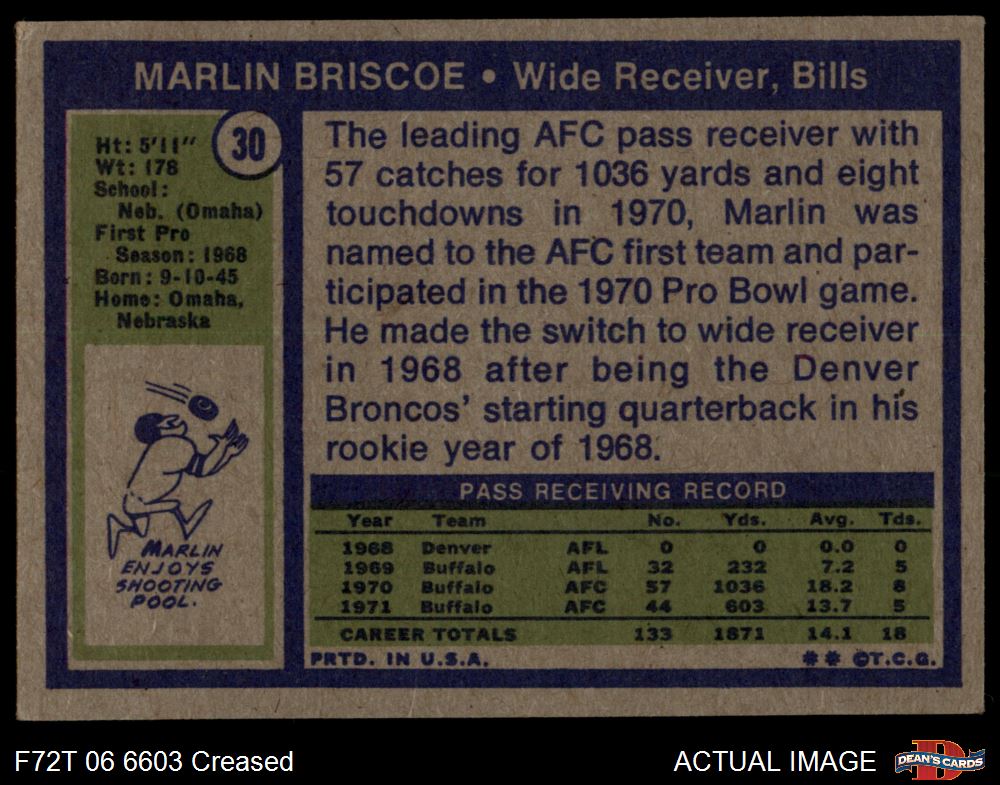 MARLIN BRISCOE • Wide Receiver, Bills
30
Ht: 5'11"
Wt: 178
School:
Neb. (Omaha)
First Pro
Season: 1968
Born: 9-10-45
Home: Omaha,
Nebraska
MARLIN
ENJOYS
SHOOTING
POOL.
The leading AFC pass receiver with
57 catches for 1036 yards and eight
touchdowns in 1970, Marlin was
named to the AFC first team and par-
ticipated in the 1970 Pro Bowl game.
He made the switch to wide receiver
in 1968 after being the Denver
Broncos' starting quarterback in his
rookie year of 1968.
PASS RECEIVING RECORD
Year Team No. Yds. Avg. Tds.
1968 Denver AFL 0 0 0.0 0
1969 Buffalo AFL 32 232 7.2 5
1970 Buffalo AFC 57 1036 18.2 8
1971 Buffalo AFC 44 603 13.7 5
CAREER TOTALS 133 1871 14.1 18
PRTD. IN U.S.A. ✱ ✱ ©T.C.G.
F72T 06 6603 Creased ACTUAL IMAGE
D
DEAN'S CARDS